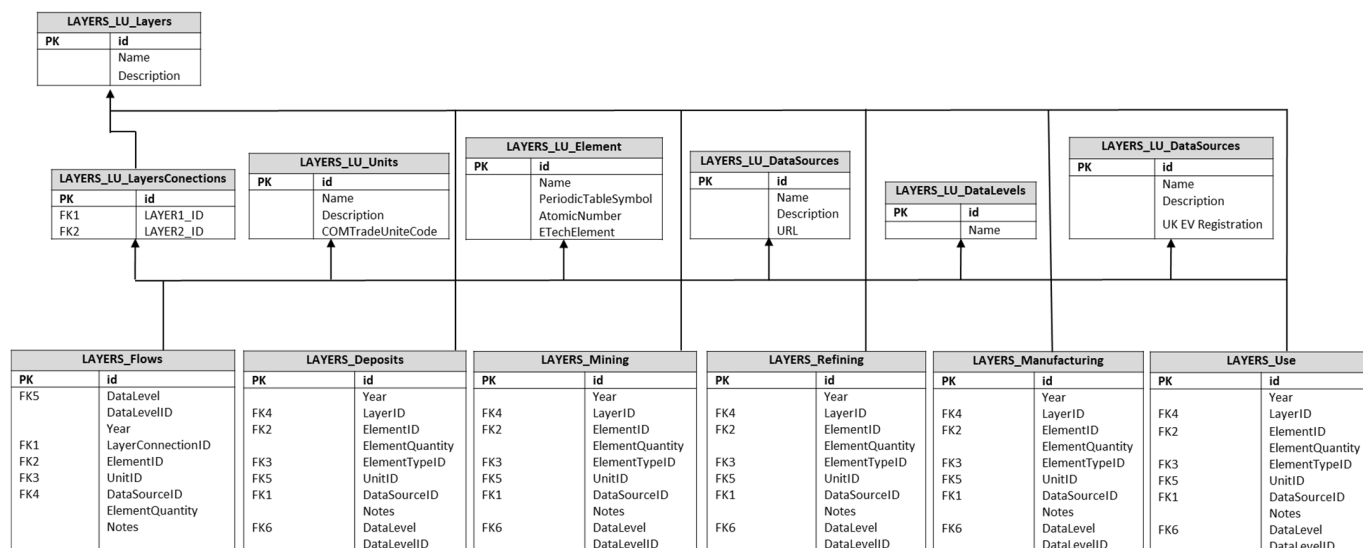 LAYERS_LU_Layers
PK id
Name
Description
LAYERS_LU_LayersConections
PK id
FK1 LAYER1_ID
FK2 LAYER2_ID
LAYERS_LU_Units
PK id
Name
Description
COMTradeUniteCode
LAYERS_LU_Element
PK id
Name
PeriodicTableSymbol
AtomicNumber
ETechElement
LAYERS_LU_DataSources
PK id
Name
Description
URL
LAYERS_LU_DataLevels
PK id
Name
LAYERS_LU_DataSources
PK id
Name
Description
UK EV Registration
LAYERS_Flows
PK id
FK5 DataLevel
DataLevelID
Year
FK1 LayerConnectionID
FK2 ElementID
FK3 UnitID
FK4 DataSourceID
ElementQuantity
Notes
LAYERS_Deposits
PK id
Year
FK4 LayerID
FK2 ElementID
ElementQuantity
FK3 ElementTypeID
FK5 UnitID
FK1 DataSourceID
Notes
FK6 DataLevel
DataLevelID
LAYERS_Mining
PK id
Year
FK4 LayerID
FK2 ElementID
ElementQuantity
FK3 ElementTypeID
FK5 UnitID
FK1 DataSourceID
Notes
FK6 DataLevel
DataLevelID
LAYERS_Refining
PK id
Year
FK4 LayerID
FK2 ElementID
ElementQuantity
FK3 ElementTypeID
FK5 UnitID
FK1 DataSourceID
Notes
FK6 DataLevel
DataLevelID
LAYERS_Manufacturing
PK id
Year
FK4 LayerID
FK2 ElementID
ElementQuantity
FK3 ElementTypeID
FK5 UnitID
FK1 DataSourceID
Notes
FK6 DataLevel
DataLevelID
LAYERS_Use
PK id
Year
FK4 LayerID
FK2 ElementID
ElementQuantity
FK3 ElementTypeID
FK5 UnitID
FK1 DataSourceID
Notes
FK6 DataLevel
DataLevelID